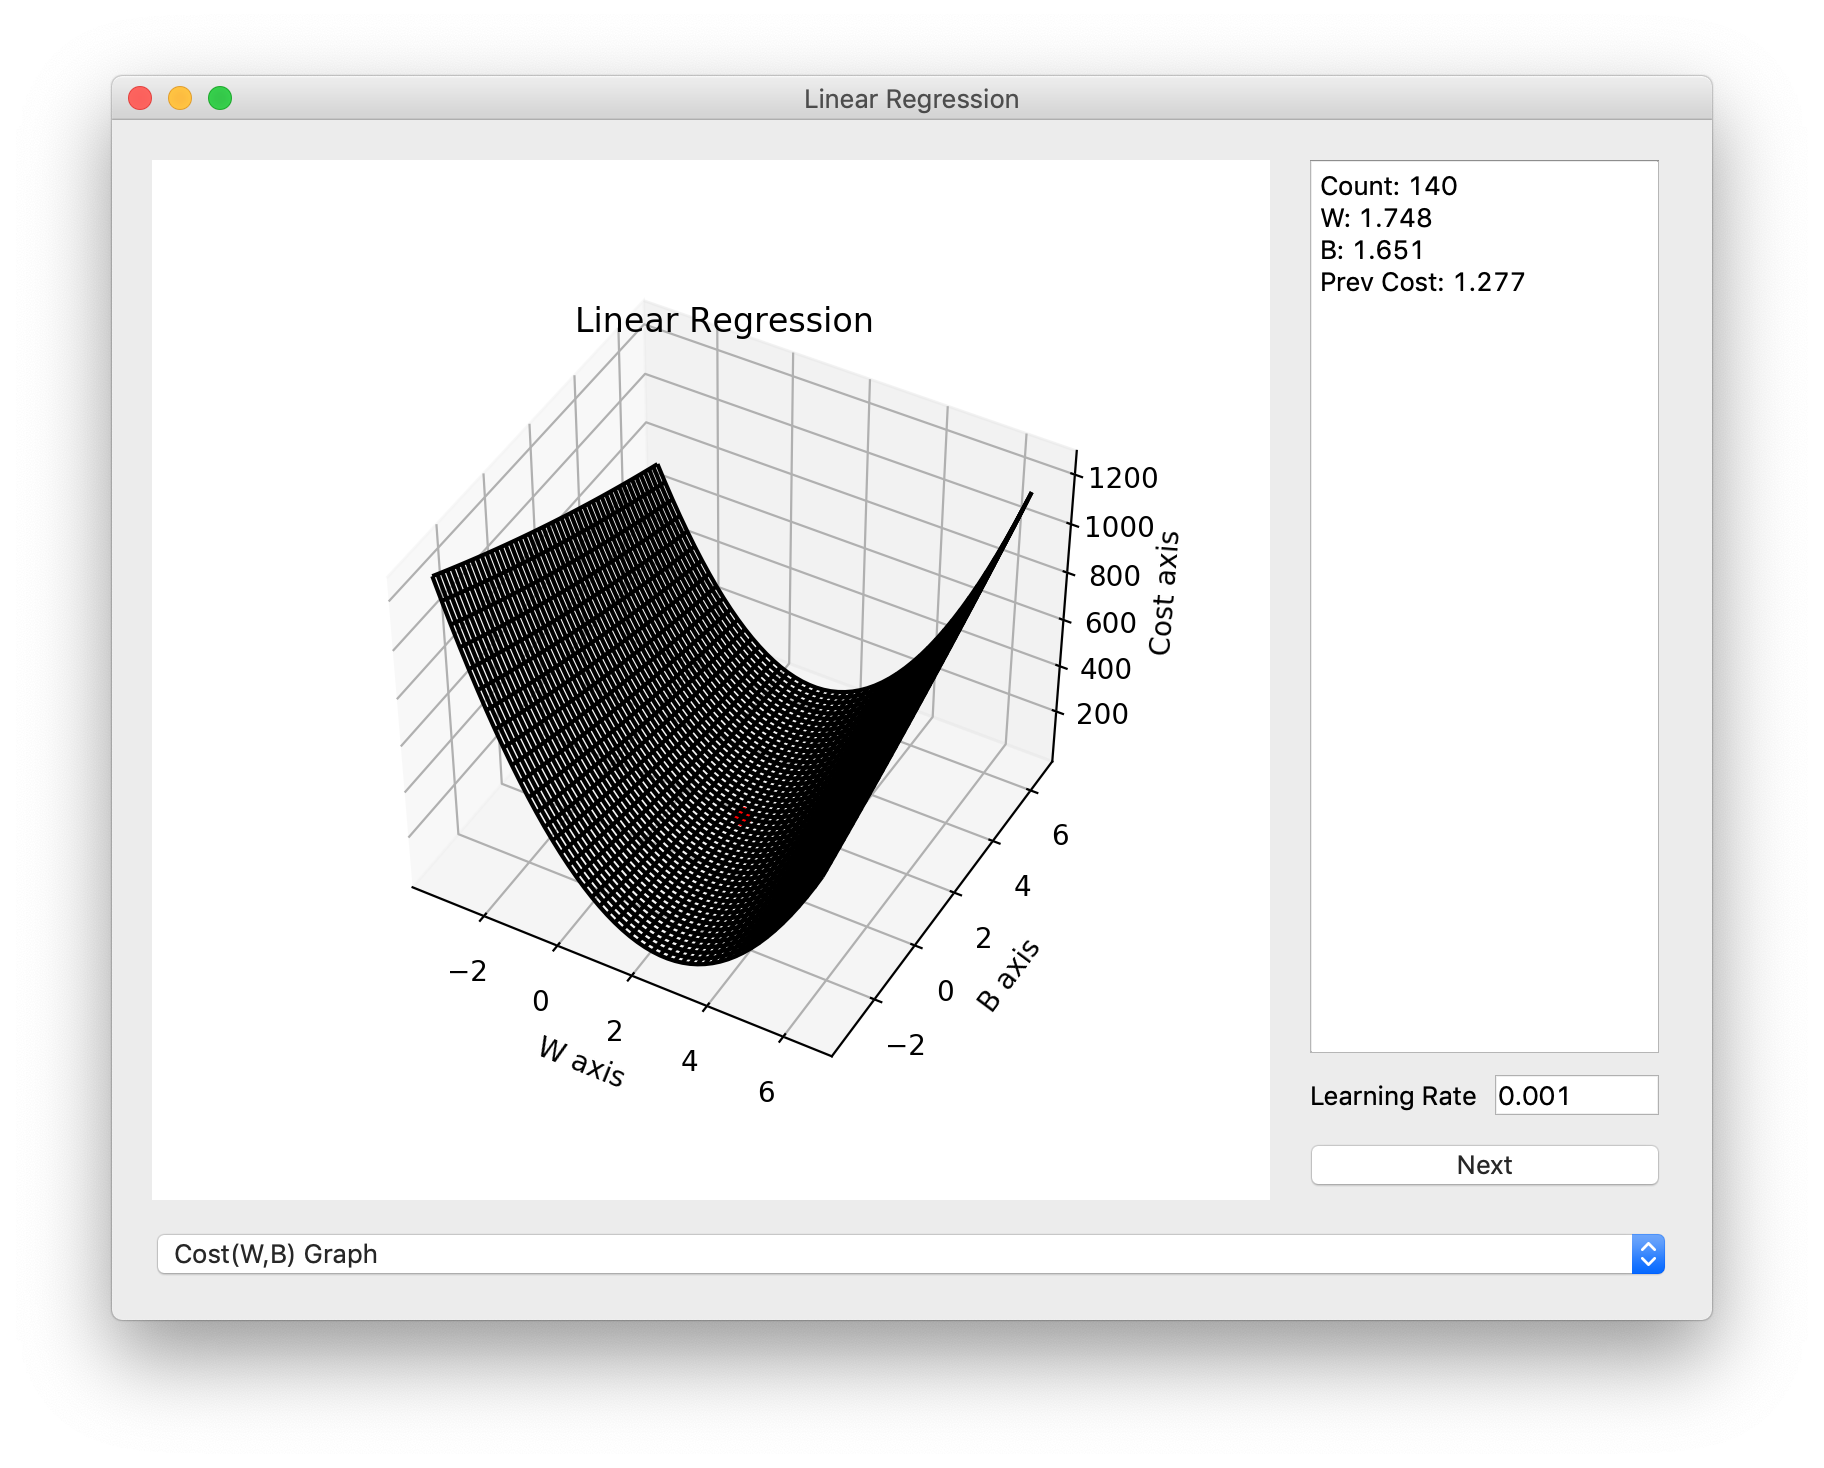 Linear Regression
Linear Regression
1200
1000
800
600
400
200
Cost axis
6
4
2
0
−2
B axis
−2
0
2
4
6
W axis
Count: 140
W: 1.748
B: 1.651
Prev Cost: 1.277
Learning Rate 0.001
Next
Cost(W,B) Graph